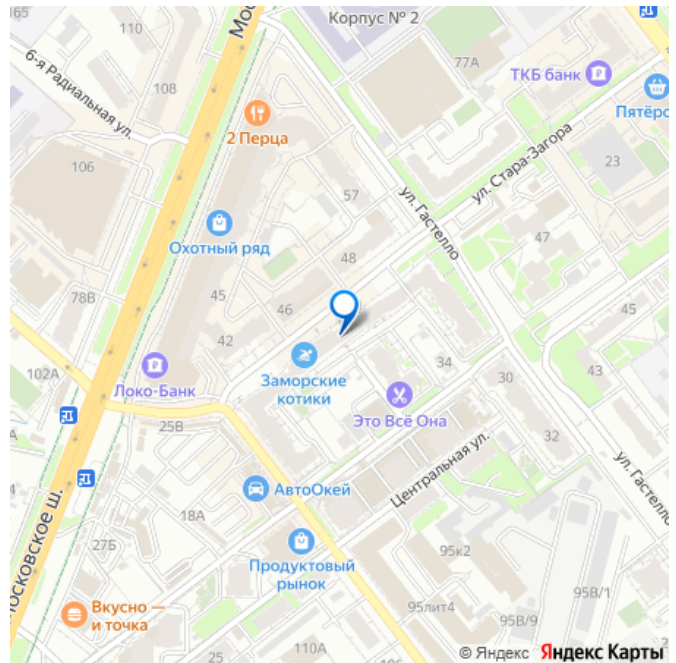 110
Мос
Корпус № 2
6-я Радиальная ул.
108
77А
ТКБ банк
Пятёро
2 Перца
106
57
23
ул. Стара-Загора
ул. Гастелло
Охотный ряд
47
48
78В
45
46
45
42
102А
Локо-Банк
Заморские
котики
34
30
43
Это Всё Она
25В
32
Центральная ул.
ул. Гастелло
АвтоОкей
18А
Московское ш.
27Б
Продуктовый
рынок
95к2
95В/1
95лит4
Вкусно —
и точка
95В/9
110А
25
© Яндекс Яндекс Карты